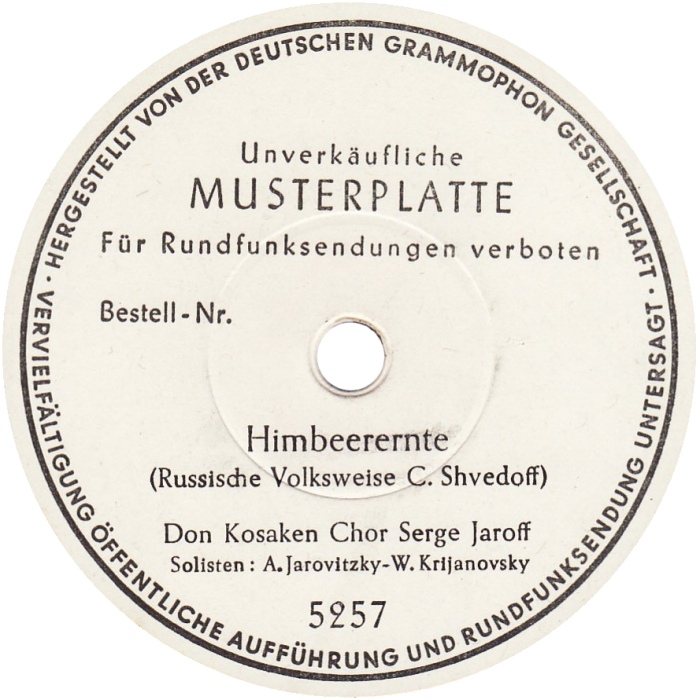 HERGESTELLT VON DER DEUTSCHEN GRAMMOPHON GESELLSCHAFT · VERVIELFÄLTIGUNG ÖFFENTLICHE AUFFÜHRUNG UND RUNDFUNKSENDUNG UNTERSAGT ·
Unverkäufliche
MUSTERPLATTE
Für Rundfunksendungen verboten
Bestell-Nr.
Himbeerernte
(Russische Volksweise C. Shvedoff)
Don Kosaken Chor Serge Jaroff
Solisten: A. Jarovitzky-W. Krijanovsky
5257